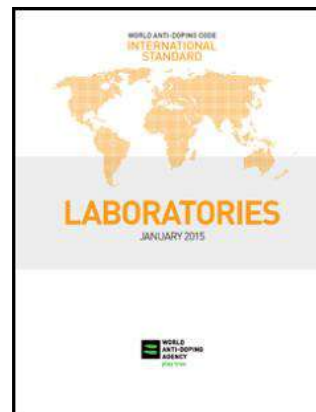 WORLD ANTI-DOPING CODE
INTERNATIONAL
STANDARD
LABORATORIES
JANUARY 2015
WORLD
ANTI-DOPING
AGENCY
play true